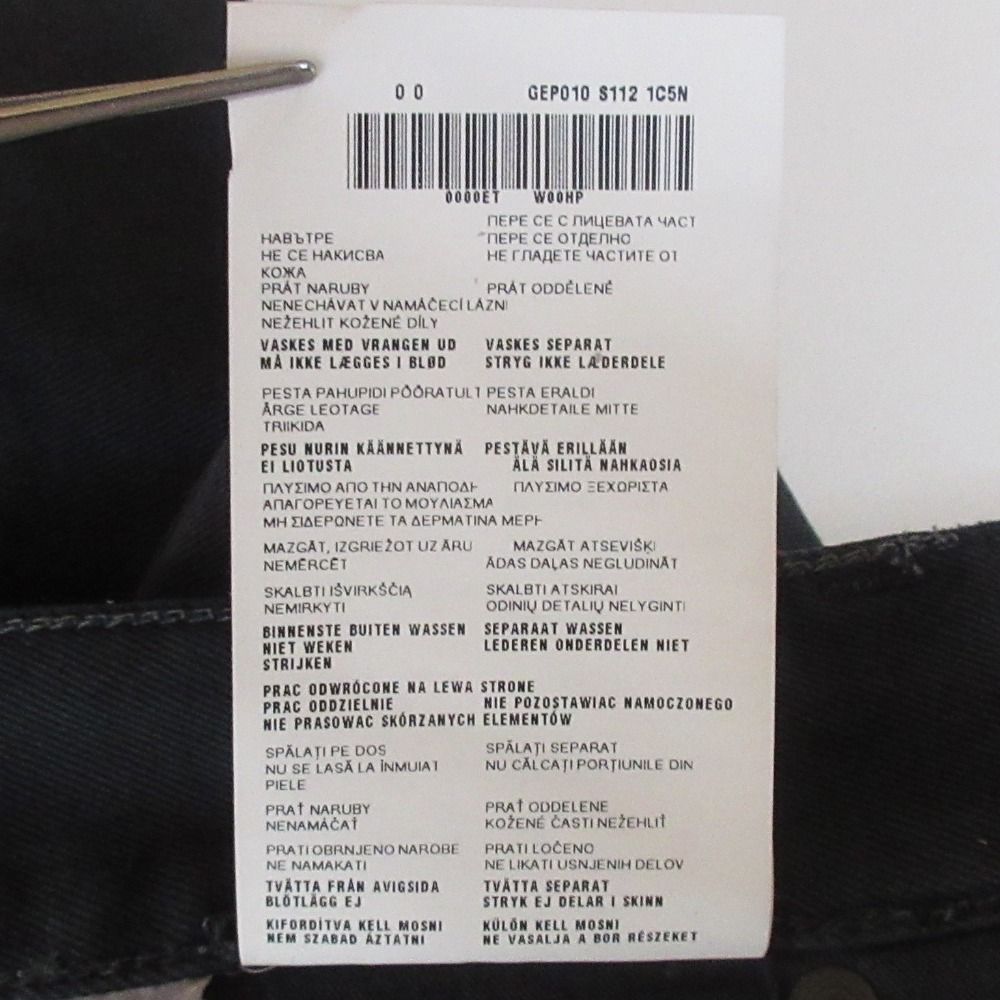 0 0 GEP010 S112 1C5N
0000ET W00HP
ПЕРЕ СЕ С ЛИЦЕВАТА ЧАСТ
НАВЪТРЕ ПЕРЕ СЕ ОТДЕЛНО
НЕ СЕ НАКИСВА НЕ ГЛАДЕТЕ ЧАСТИТЕ ОТ
КОЖА
PRÁT NARUBY PRÁT ODDĚLENĚ
NENECHÁVAT V NAMÁČECÍ LÁZNI
NEŽEHLIT KOŽENÉ DÍLY
VASKES MED VRANGEN UD VASKES SEPARAT
MÅ IKKE LÆGGES I BLØD STRYG IKKE LÆDERDELE
PESTA PAHUPIDI PÖÖRATULT PESTA ERALDI
ÄRGE LEOTAGE NAHKDETAILE MITTE
TRIIKIDA
PESU NURIN KÄÄNNETTYNÄ PESTÄVÄ ERILLÄÄN
EI LIOTUSTA ÄLÄ SILITÄ NAHKAOSIA
ΠΛΥΣΙΜΟ ΑΠΟ ΤΗΝ ΑΝΑΠΟΔΗ ΠΛΥΣΙΜΟ ΞΕΧΩΡΙΣΤΑ
ΑΠΑΓΟΡΕΥΕΤΑΙ ΤΟ ΜΟΥΛΙΑΣΜΑ
ΜΗ ΣΙΔΕΡΩΝΕΤΕ ΤΑ ΔΕΡΜΑΤΙΝΑ ΜΕΡΗ
MAZGĀT, IZGRIEŽOT UZ ĀRU MAZGĀT ATSEVIŠĶI
NEMĒRCĒT ĀDAS DAĻAS NEGLUDINĀT
SKALBTI IŠVIRKŠČIĄ SKALBTI ATSKIRAI
NEMIRKYTI ODINIŲ DETALIŲ NELYGINTI
BINNENSTE BUITEN WASSEN SEPARAAT WASSEN
NIET WEKEN LEDEREN ONDERDELEN NIET
STRIJKEN
PRAC ODWRÓCONE NA LEWA STRONE
PRAC ODDZIELNIE NIE POZOSTAWIAC NAMOCZONEGO
NIE PRASOWAC SKÓRZANYCH ELEMENTÓW
SPĂLAȚI PE DOS SPĂLAȚI SEPARAT
NU SE LASĂ LA ÎNMUIAT NU CĂLCAȚI PORȚIUNILE DIN
PIELE
PRAŤ NARUBY PRAŤ ODDELENE
NENAMÁČAŤ KOŽENÉ ČASTI NEŽEHLIŤ
PRATI OBRNJENO NAROBE PRATI LOČENO
NE NAMAKATI NE LIKATI USNJENIH DELOV
TVÄTTA FRÅN AVIGSIDA TVÄTTA SEPARAT
BLÖTLÄGG EJ STRYK EJ DELAR I SKINN
KIFORDÍTVA KELL MOSNI KÜLÖN KELL MOSNI
NEM SZABAD ÁZTATNI NE VASALJA A BOR RÉSZEKET